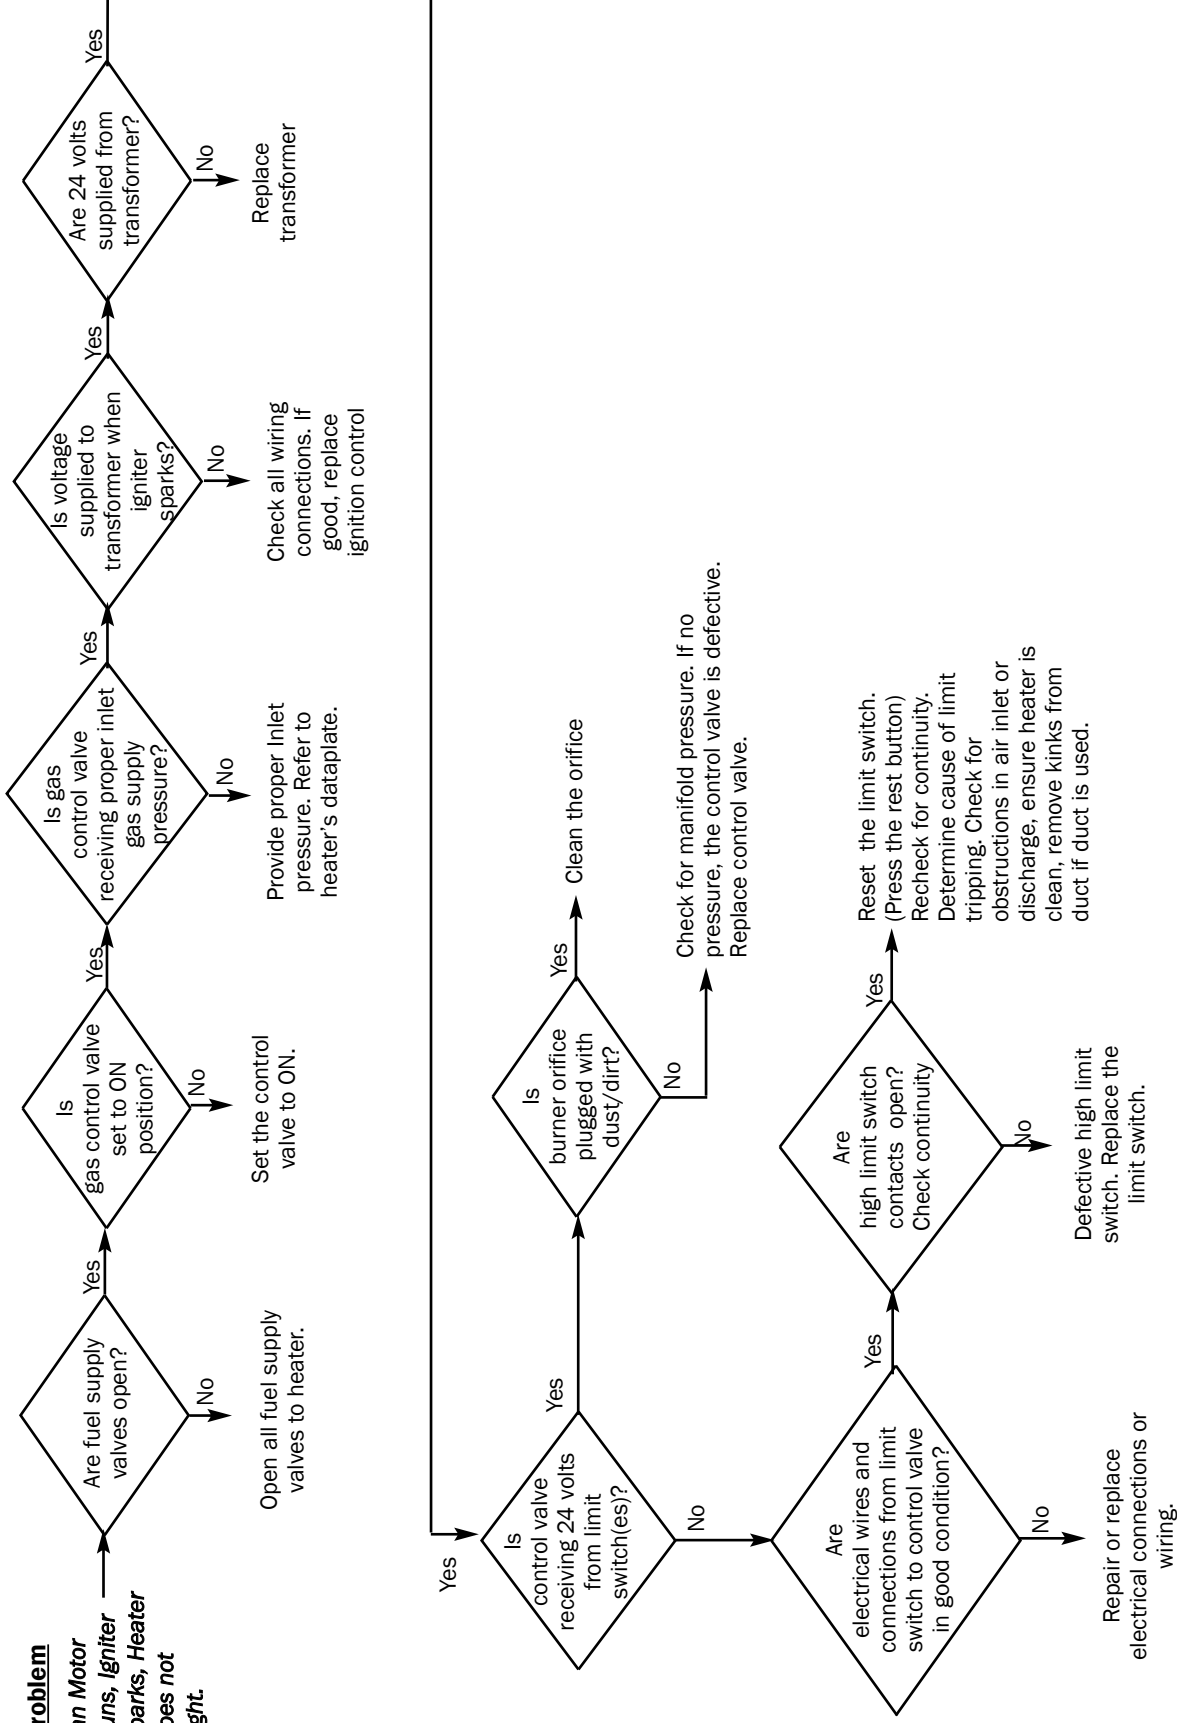 roblem
an Motor
uns, Igniter
parks, Heater
oes not
ght.
Are fuel supply
valves open?
Yes
No
Open all fuel supply
valves to heater.
Is
gas control valve
set to ON
position?
Yes
No
Set the control
valve to ON.
Is gas
control valve
receiving proper inlet
gas supply
pressure?
Yes
No
Provide proper Inlet
pressure. Refer to
heater's dataplate.
Is voltage
supplied to
transformer when
igniter
sparks?
Yes
No
Check all wiring
connections. If
good, replace
ignition control
Are 24 volts
supplied from
transformer?
Yes
No
Replace
transformer
Yes
Is
control valve
receiving 24 volts
from limit
switch(es)?
Yes
No
Is
burner orifice
plugged with
dust/dirt?
Yes
Clean the orifice
No
Check for manifold pressure. If no
pressure, the control valve is defective.
Replace control valve.
Are
electrical wires and
connections from limit
switch to control valve
in good condition?
Yes
No
Repair or replace
electrical connections or
wiring.
Are
high limit switch
contacts open?
Check continuity
Yes
Reset the limit switch.
(Press the rest button)
Recheck for continuity.
Determine cause of limit
tripping. Check for
obstructions in air inlet or
discharge, ensure heater is
clean, remove kinks from
duct if duct is used.
No
Defective high limit
switch. Replace the
limit switch.